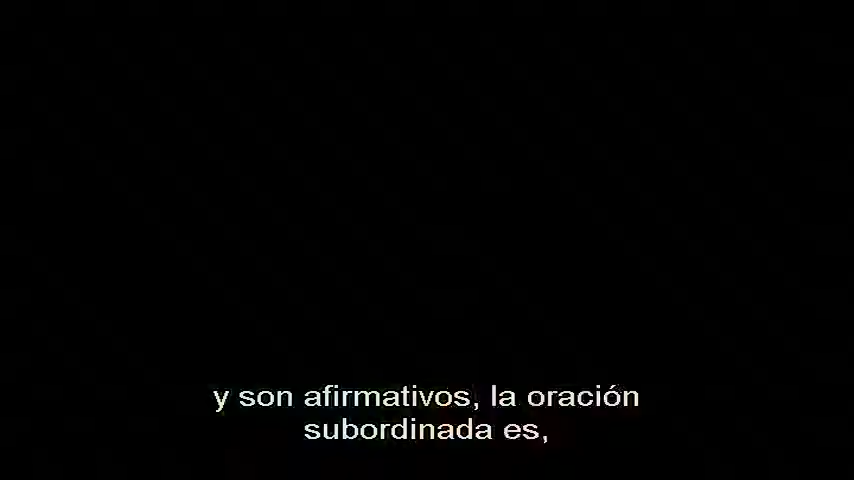 y son afirmativos, la oración
subordinada es,